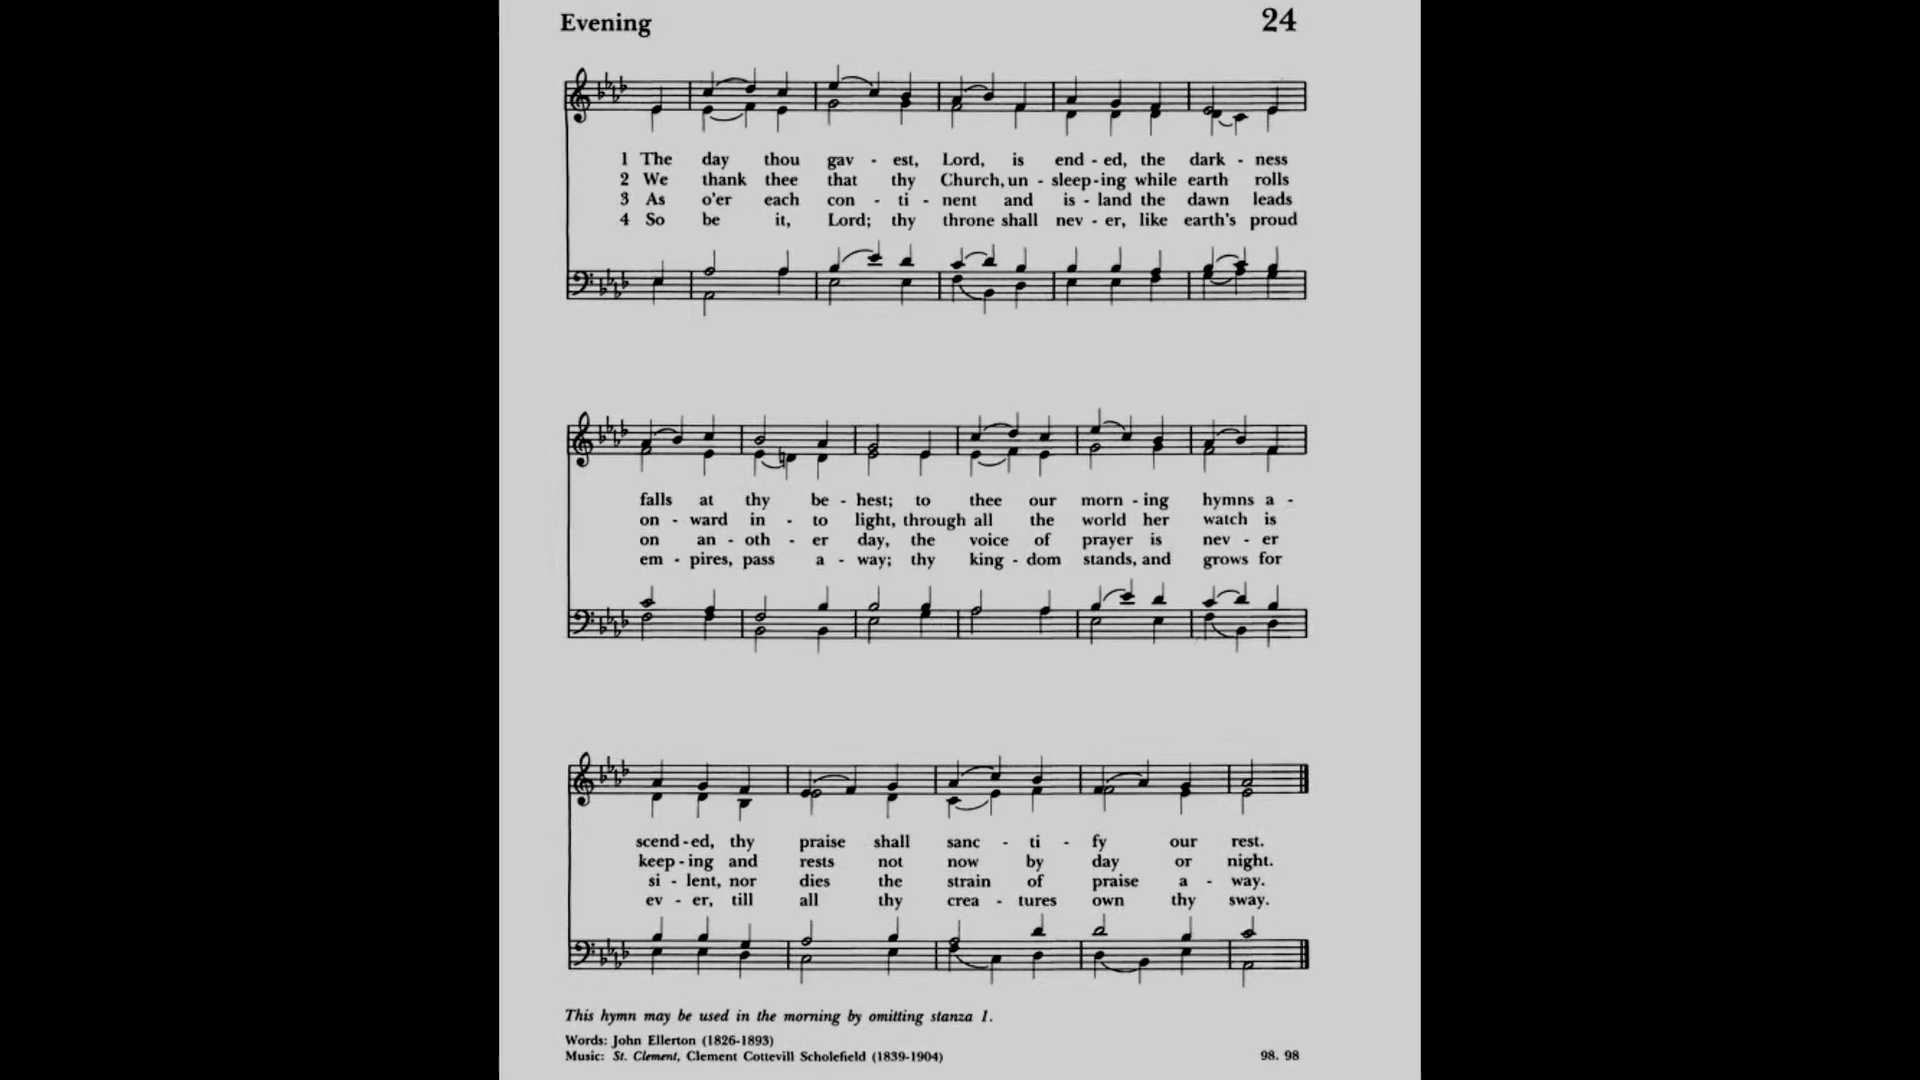 Evening 24
1 The day thou gav - est, Lord, is end - ed, the dark - ness
2 We thank thee that thy Church, un - sleep - ing while earth rolls
3 As o'er each con - ti - nent and is - land the dawn leads
4 So be it, Lord; thy throne shall nev - er, like earth's proud
falls at thy be - hest; to thee our morn - ing hymns a -
on - ward in - to light, through all the world her watch is
on an - oth - er day, the voice of prayer is nev - er
em - pires, pass a - way; thy king - dom stands, and grows for
scend - ed, thy praise shall sanc - ti - fy our rest.
keep - ing and rests not now by day or night.
si - lent, nor dies the strain of praise a - way.
ev - er, till all thy crea - tures own thy sway.
This hymn may be used in the morning by omitting stanza 1.
Words: John Ellerton (1826-1893)
Music: St. Clement, Clement Cottevill Scholefield (1839-1904) 98. 98